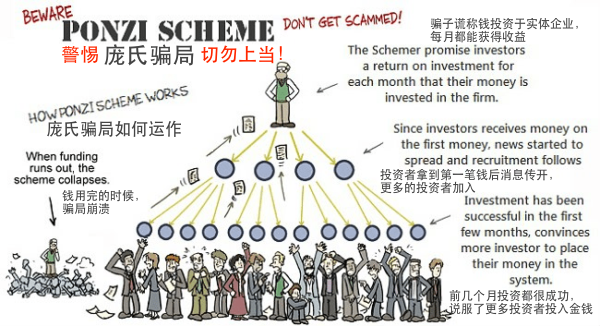 BEWARE
PONZI SCHEME
DON'T GET SCAMMED!
警惕 庞氏骗局 切勿上当!
骗子谎称钱投资于实体企业，
每月都能获得收益
The Schemer promise investors
a return on investment for
each month that their money is
invested in the firm.
HOW PONZI SCHEME WORKS
庞氏骗局如何运作
Since investors receives money on
the first money, news started to
spread and recruitment follows
投资者拿到第一笔钱后消息传开，
更多的投资者加入
When funding
runs out, the
scheme collapses.
钱用完的时候，
骗局崩溃
Investment has been
successful in the first
few months, convinces
more investor to place
their money in the
system.
前几个月投资都很成功，
说服了更多投资者投入金钱